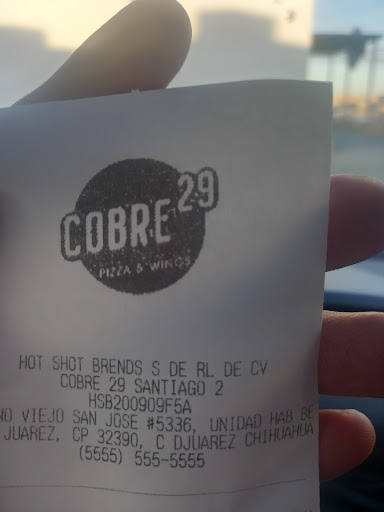 COBRE 29
PIZZA & WINGS
HOT SHOT BRENDS S DE RL DE CV
COBRE 29 SANTIAGO 2
HSB200909F5A
NO VIEJO SAN JOSE #5336, UNIDAD HAB BE
JUAREZ, CP 32390, C DJUAREZ CHIHUAHUA
(5555) 555-5555